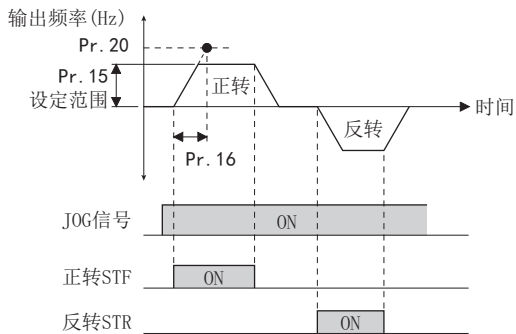 输出频率(Hz)
Pr.20
Pr.15
设定范围
正转
时间
反转
Pr.16
JOG信号
ON
正转STF
ON
反转STR
ON